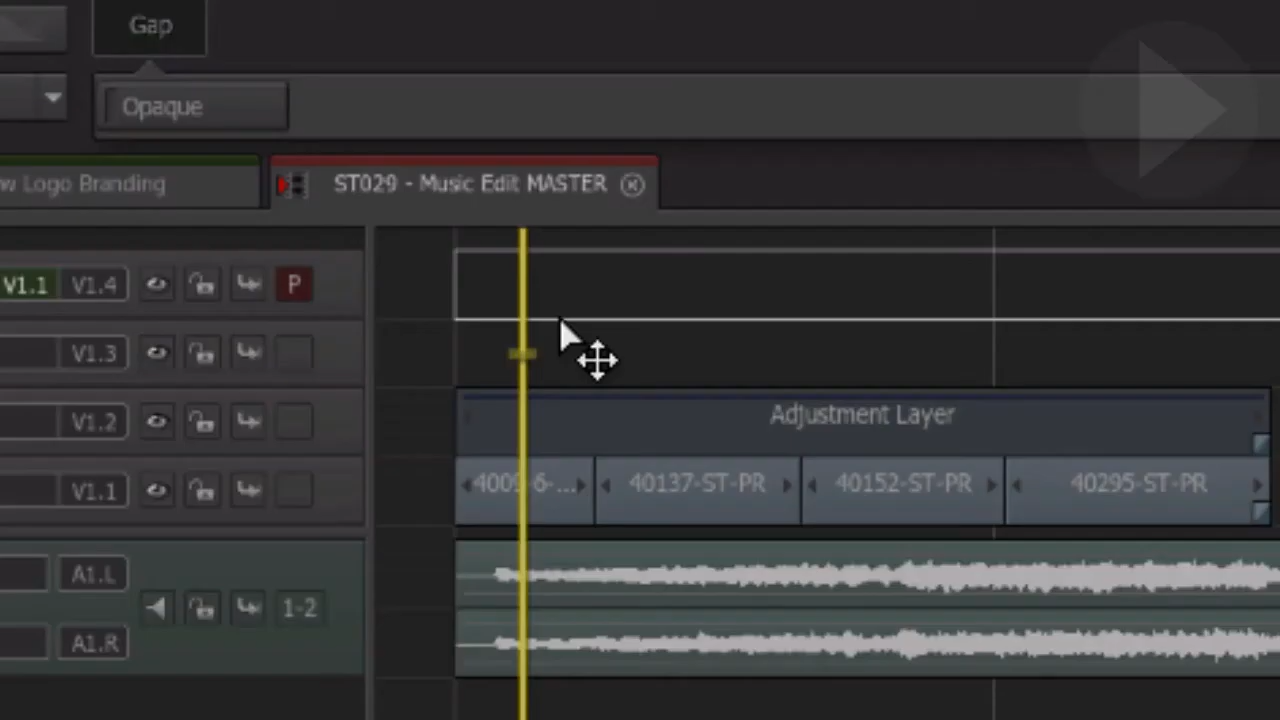 Gap
Opaque
w Logo Branding
ST029 - Music Edit MASTER
V1.1 V1.4 P
V1.3
V1.2 Adjustment Layer
V1.1 40137-ST-PR 40152-ST-PR 40295-ST-PR
A1.L
1-2
A1.R